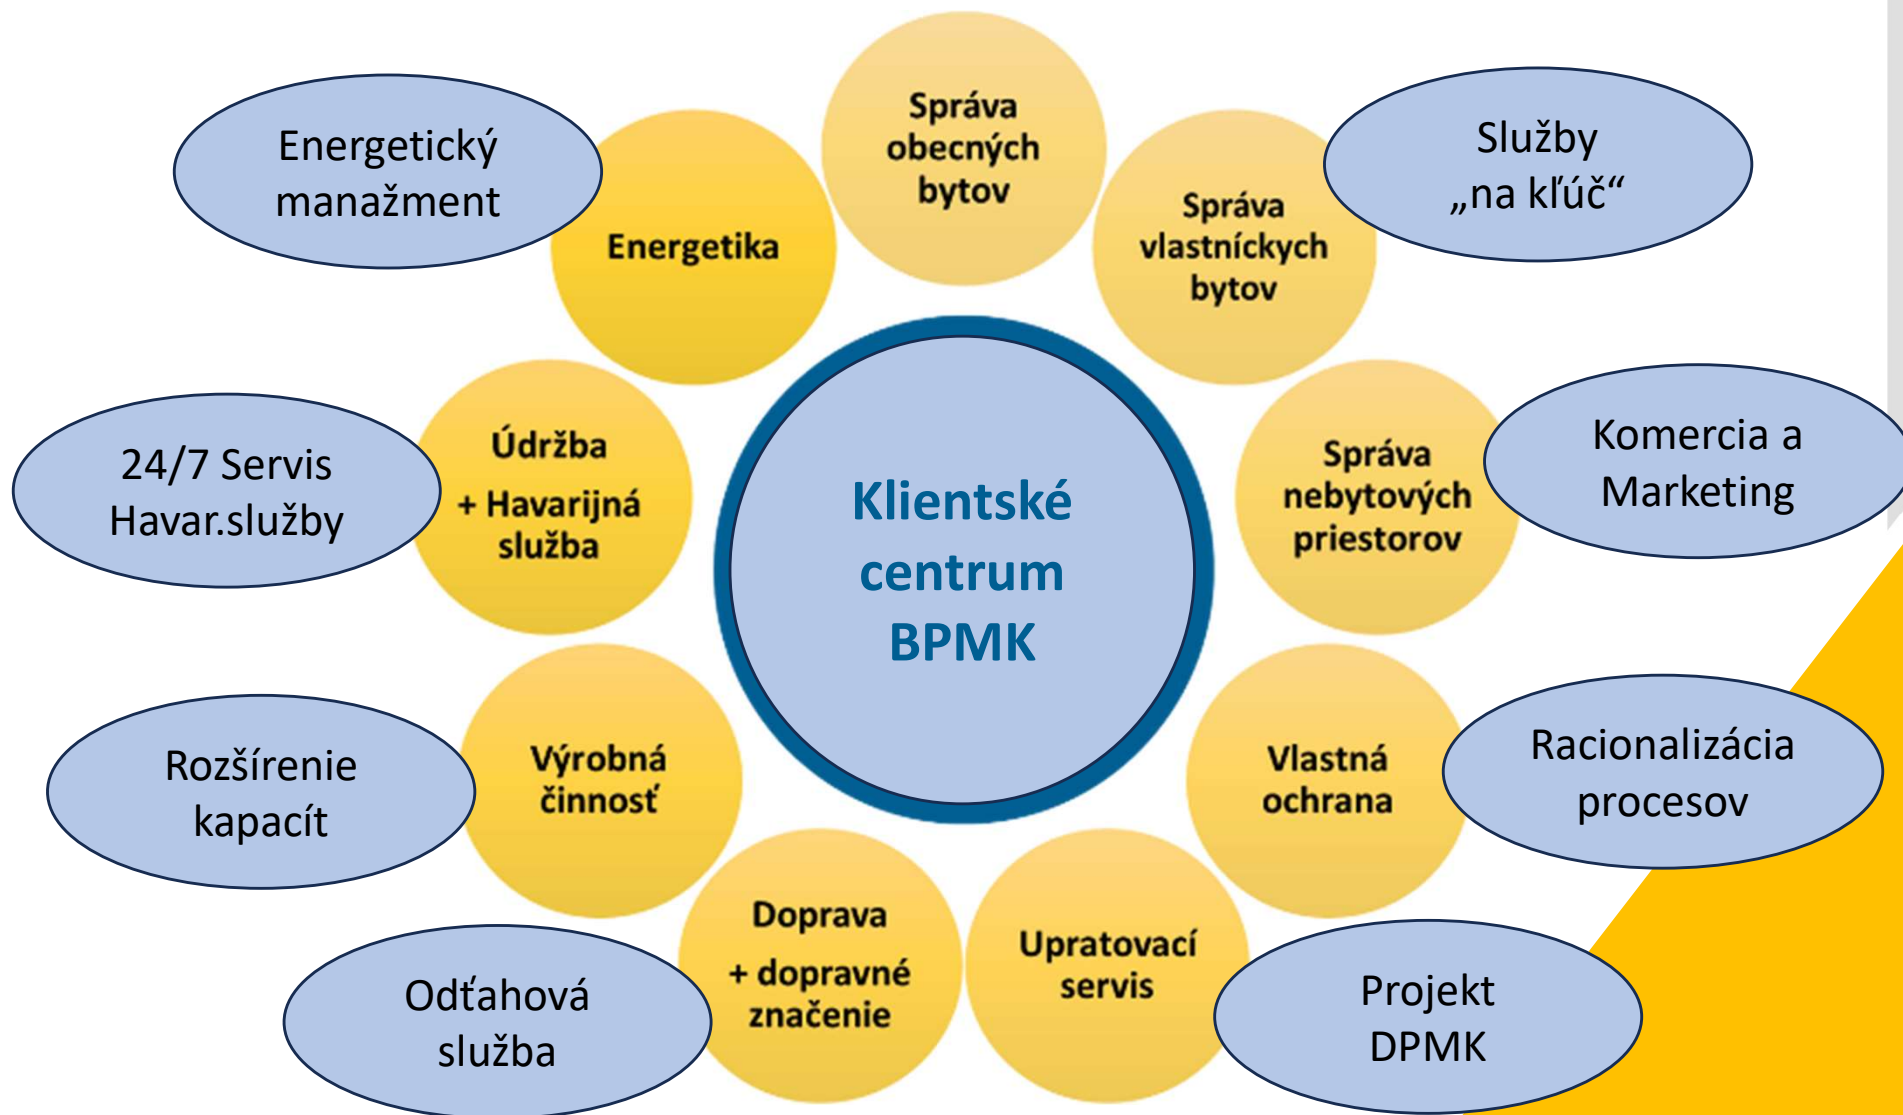 Správa
obecných
bytov
Energetický
manažment
Služby
„na kľúč“
Energetika
Správa
vlastníckych
bytov
24/7 Servis
Havar.služby
Údržba
+ Havarijná
služba
Klientské
centrum
BPMK
Správa
nebytových
priestorov
Komercia a
Marketing
Rozšírenie
kapacít
Výrobná
činnosť
Vlastná
ochrana
Racionalizácia
procesov
Odťahová
služba
Doprava
+ dopravné
značenie
Upratovací
servis
Projekt
DPMK